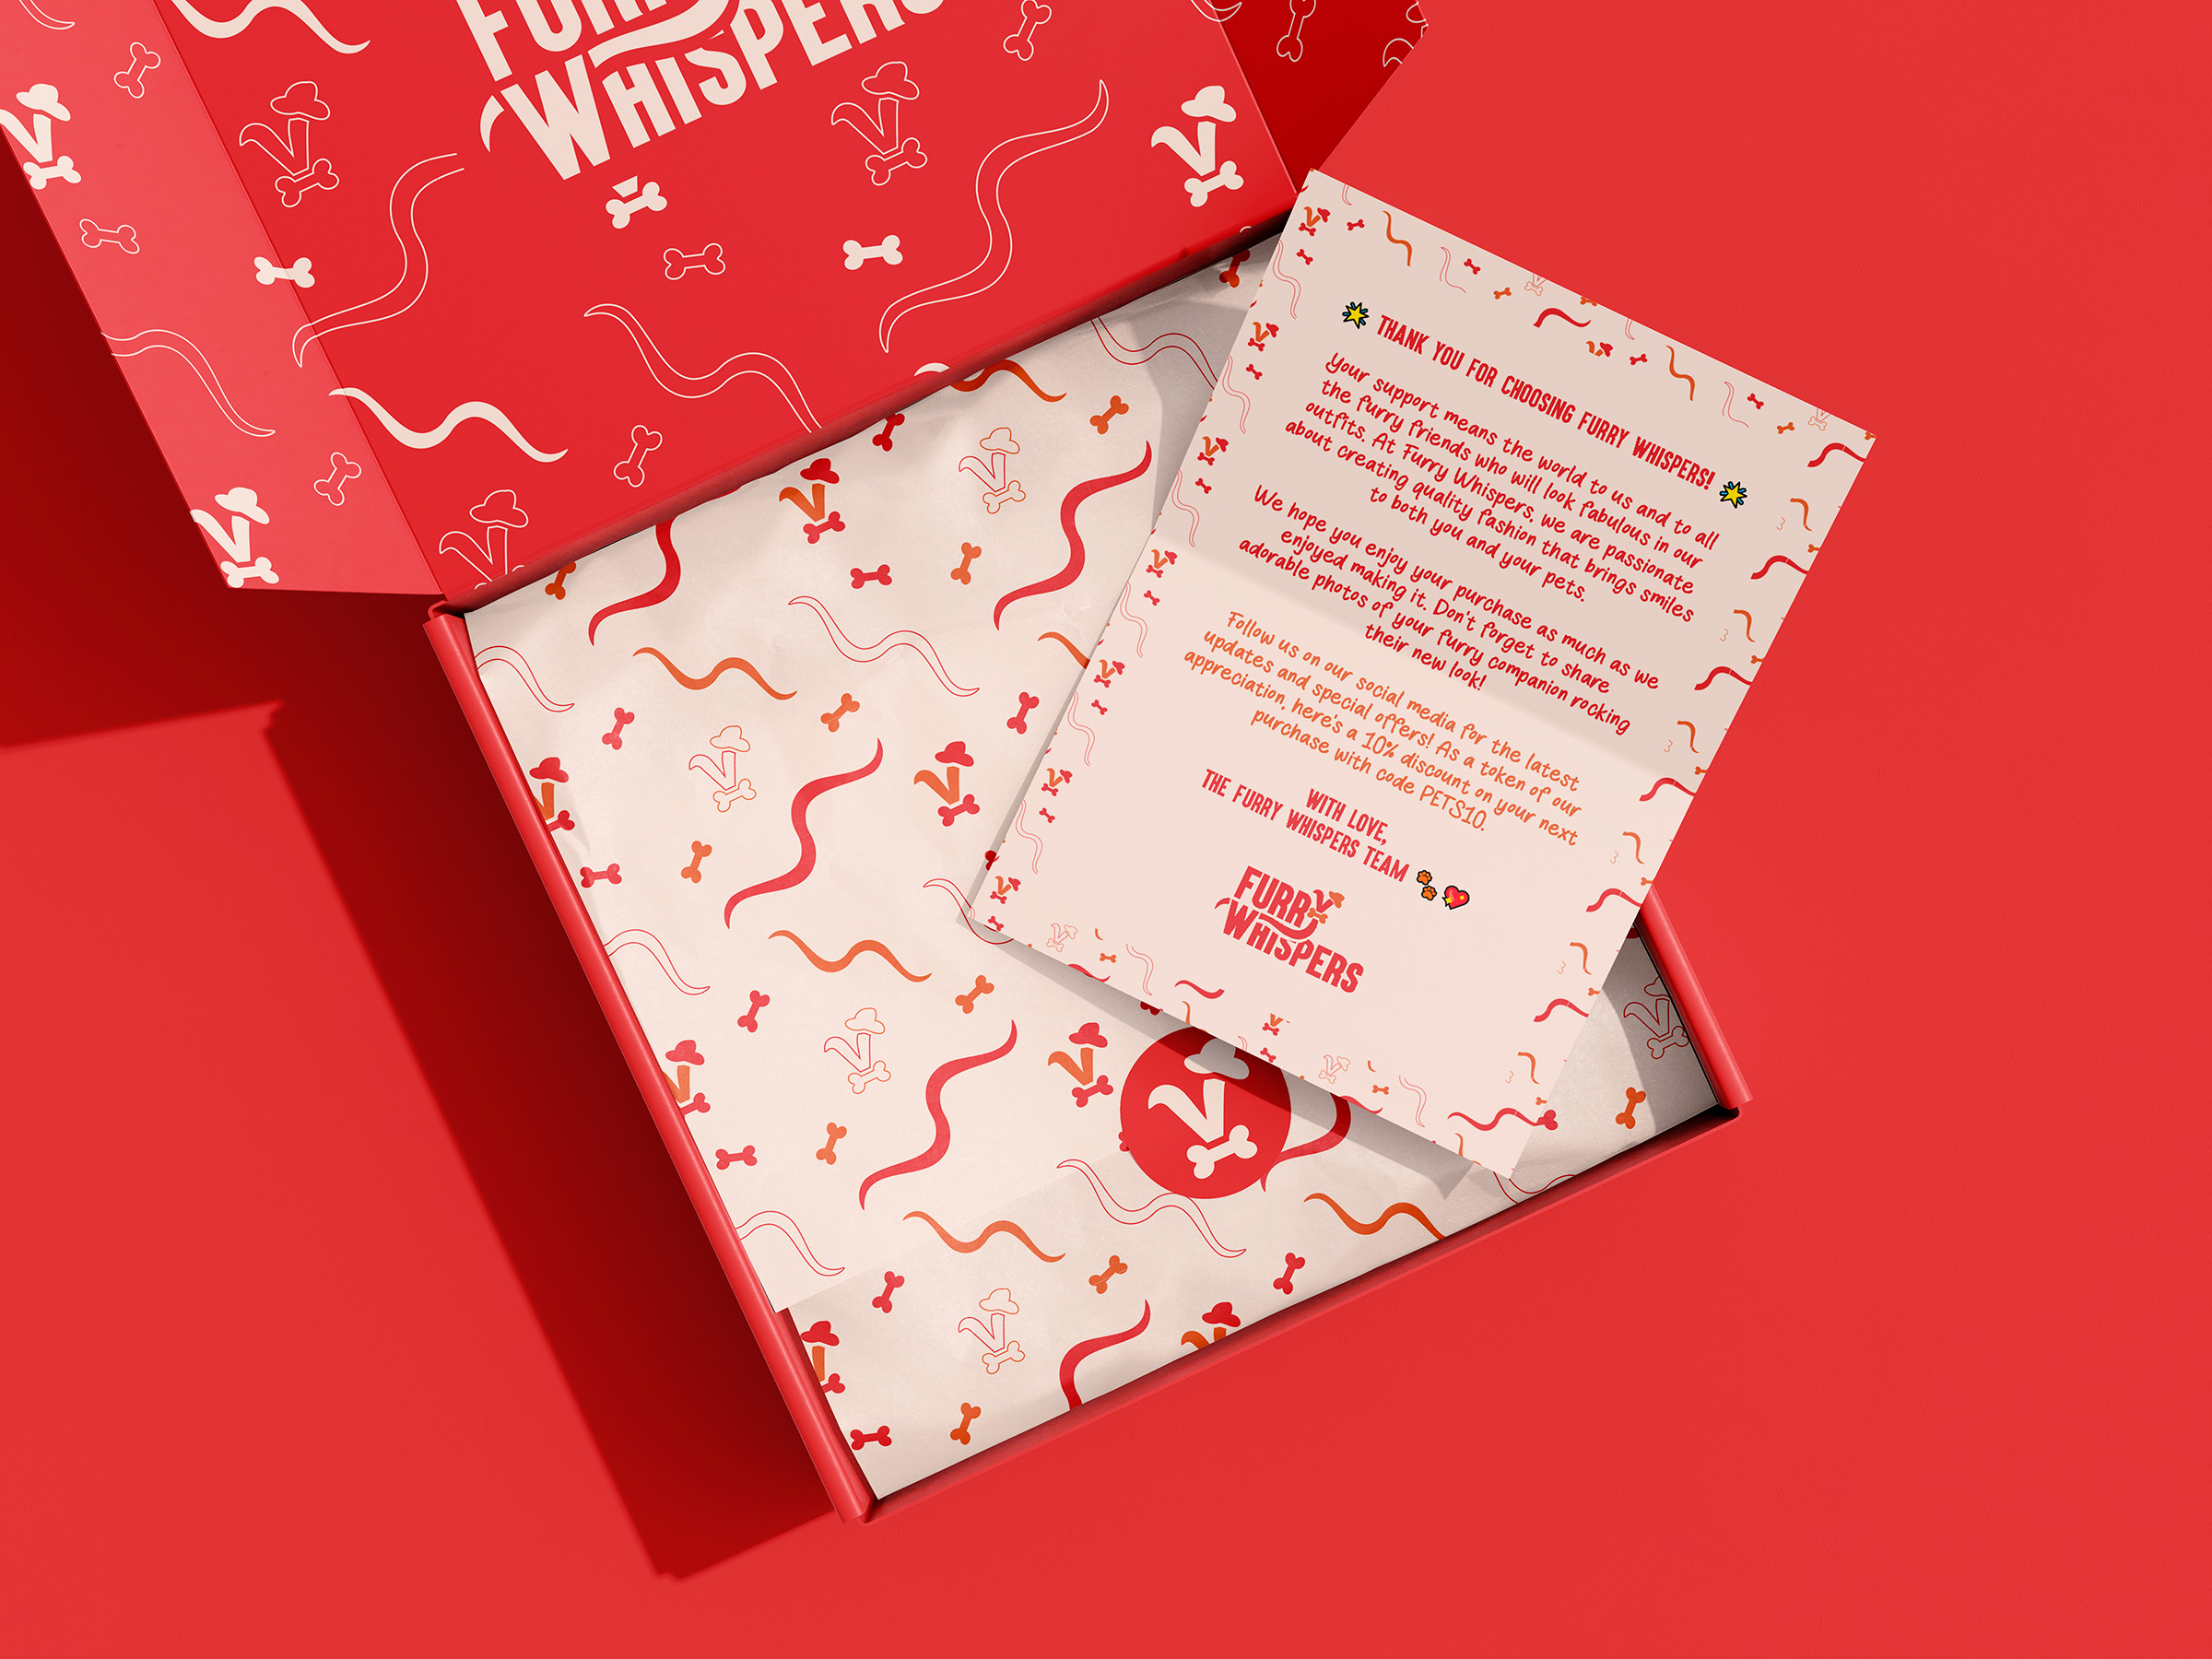 FURRY
WHISPERS
THANK YOU FOR CHOOSING FURRY WHISPERS!
Your support means the world to us and to all
the furry friends who will look fabulous in our
outfits. At Furry Whispers, we are passionate
about creating quality fashion that brings smiles
to both you and your pets.
We hope you enjoy your purchase as much as we
enjoyed making it. Don't forget to share
adorable photos of your furry companion rocking
their new look!
Follow us on our social media for the latest
updates and special offers! As a token of our
appreciation, here's a 10% discount on your next
purchase with code PETS10.
WITH LOVE,
THE FURRY WHISPERS TEAM
FURRY
WHISPERS